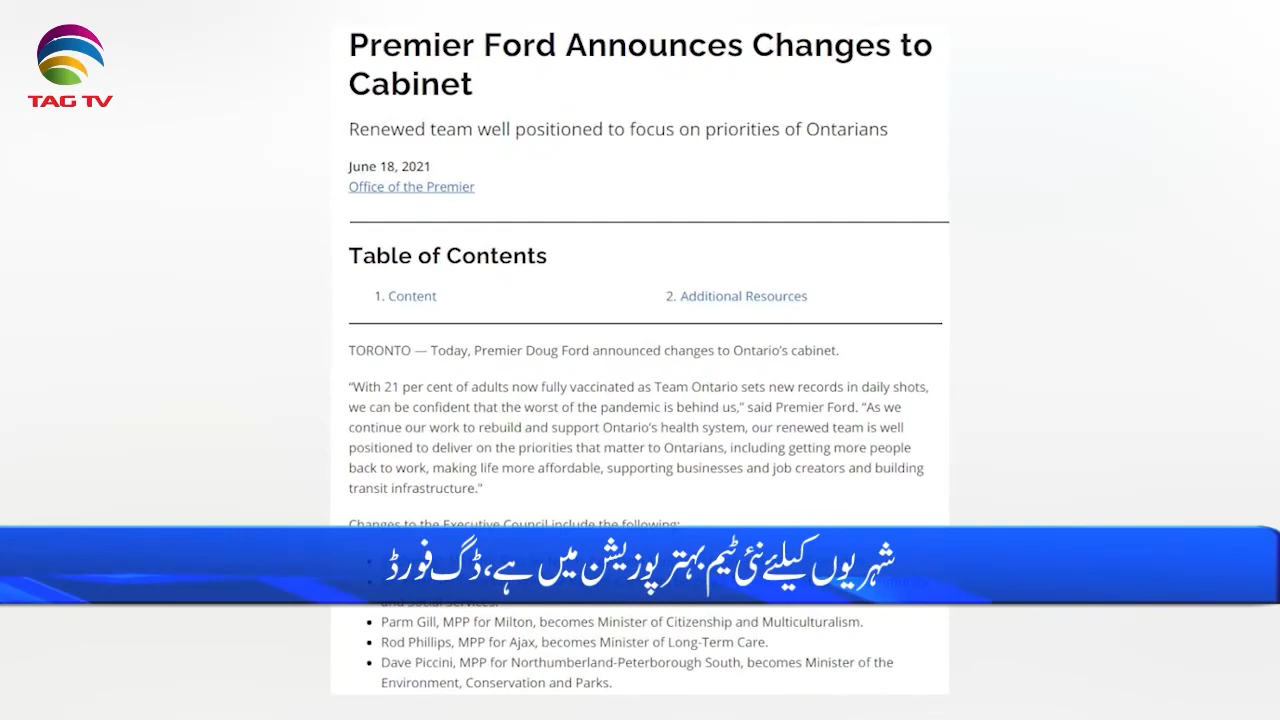 TAG TV
Premier Ford Announces Changes to
Cabinet
Renewed team well positioned to focus on priorities of Ontarians
June 18, 2021
Office of the Premier
Table of Contents
1. Content
2. Additional Resources
TORONTO — Today, Premier Doug Ford announced changes to Ontario's cabinet.
“With 21 per cent of adults now fully vaccinated as Team Ontario sets new records in daily shots,
we can be confident that the worst of the pandemic is behind us,” said Premier Ford. “As we
continue our work to rebuild and support Ontario’s health system, our renewed team is well
positioned to deliver on the priorities that matter to Ontarians, including getting more people
back to work, making life more affordable, supporting businesses and job creators and building
transit infrastructure.”
Changes to the Executive Council include the following:
شہریوں کیلئے نئی ٹیم بہتر پوزیشن میں ہے، ڈگ فورڈ
and Social Services.
• Parm Gill, MPP for Milton, becomes Minister of Citizenship and Multiculturalism.
• Rod Phillips, MPP for Ajax, becomes Minister of Long-Term Care.
• Dave Piccini, MPP for Northumberland-Peterborough South, becomes Minister of the
Environment, Conservation and Parks.